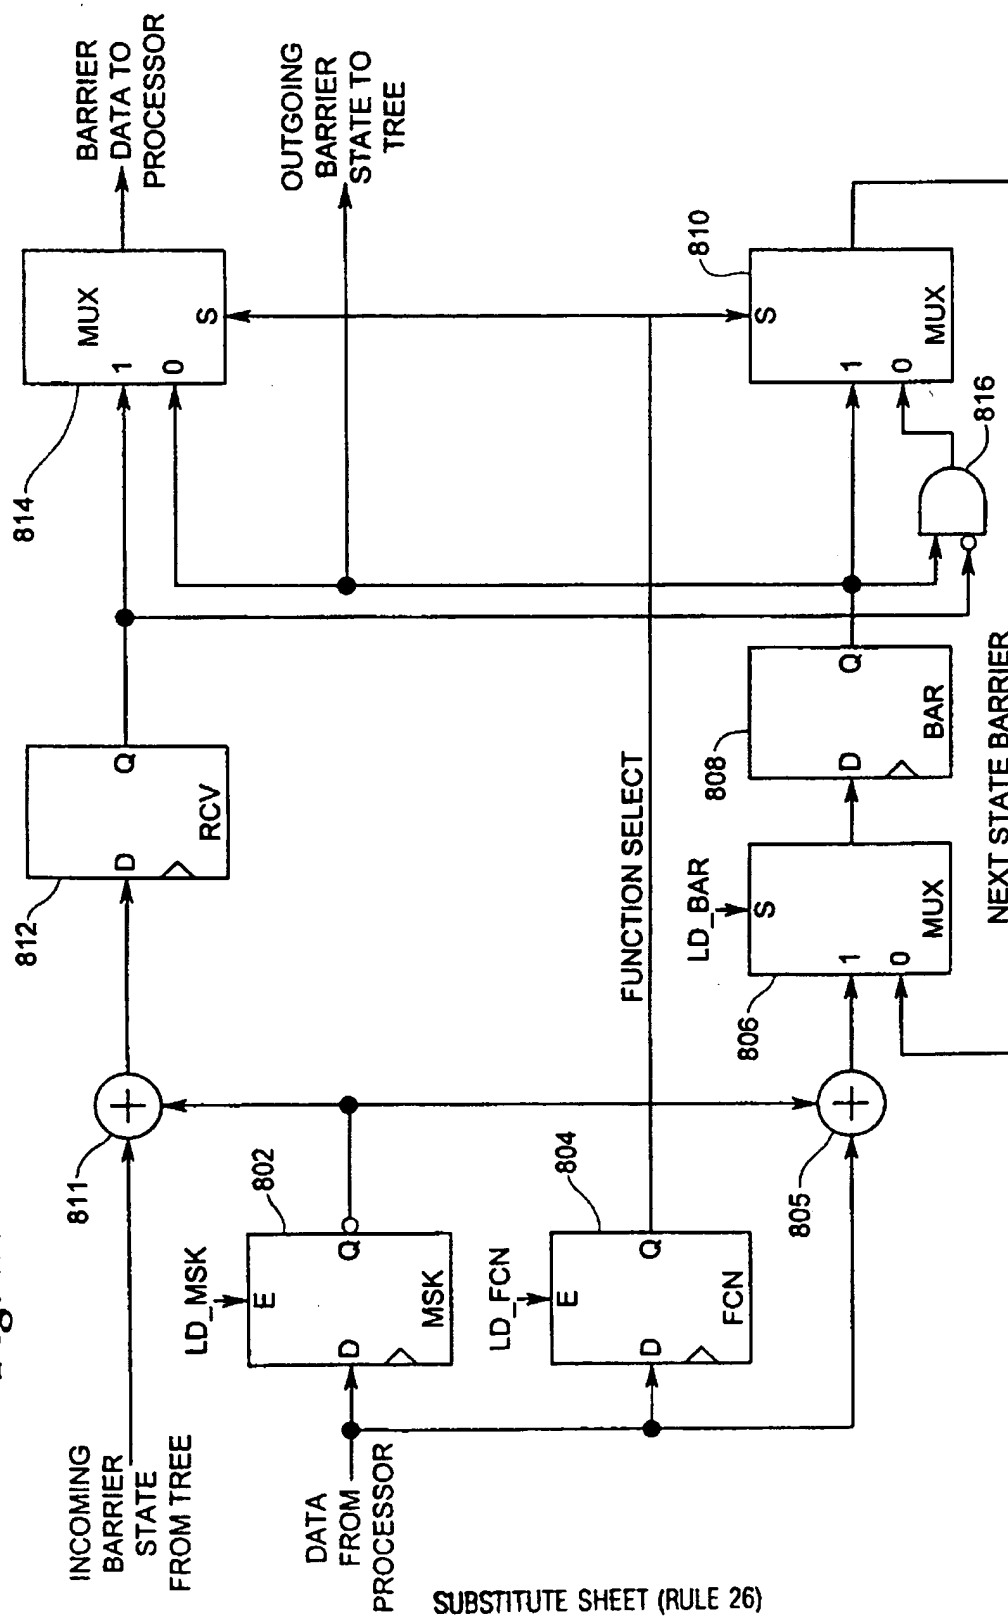 INCOMING
BARRIER
STATE
FROM TREE
811
D
Q
RCV
812
MUX
1
0
S
814
BARRIER
DATA TO
PROCESSOR
DATA
FROM
PROCESSOR
LD_MSK
E
D
Q
MSK
802
OUTGOING
BARRIER
STATE TO
TREE
LD_FCN
E
D
Q
FCN
804
FUNCTION SELECT
805
LD_BAR
S
1
0
MUX
806
D
Q
BAR
808
S
1
0
MUX
810
816
NEXT STATE BARRIER
SUBSTITUTE SHEET (RULE 26)